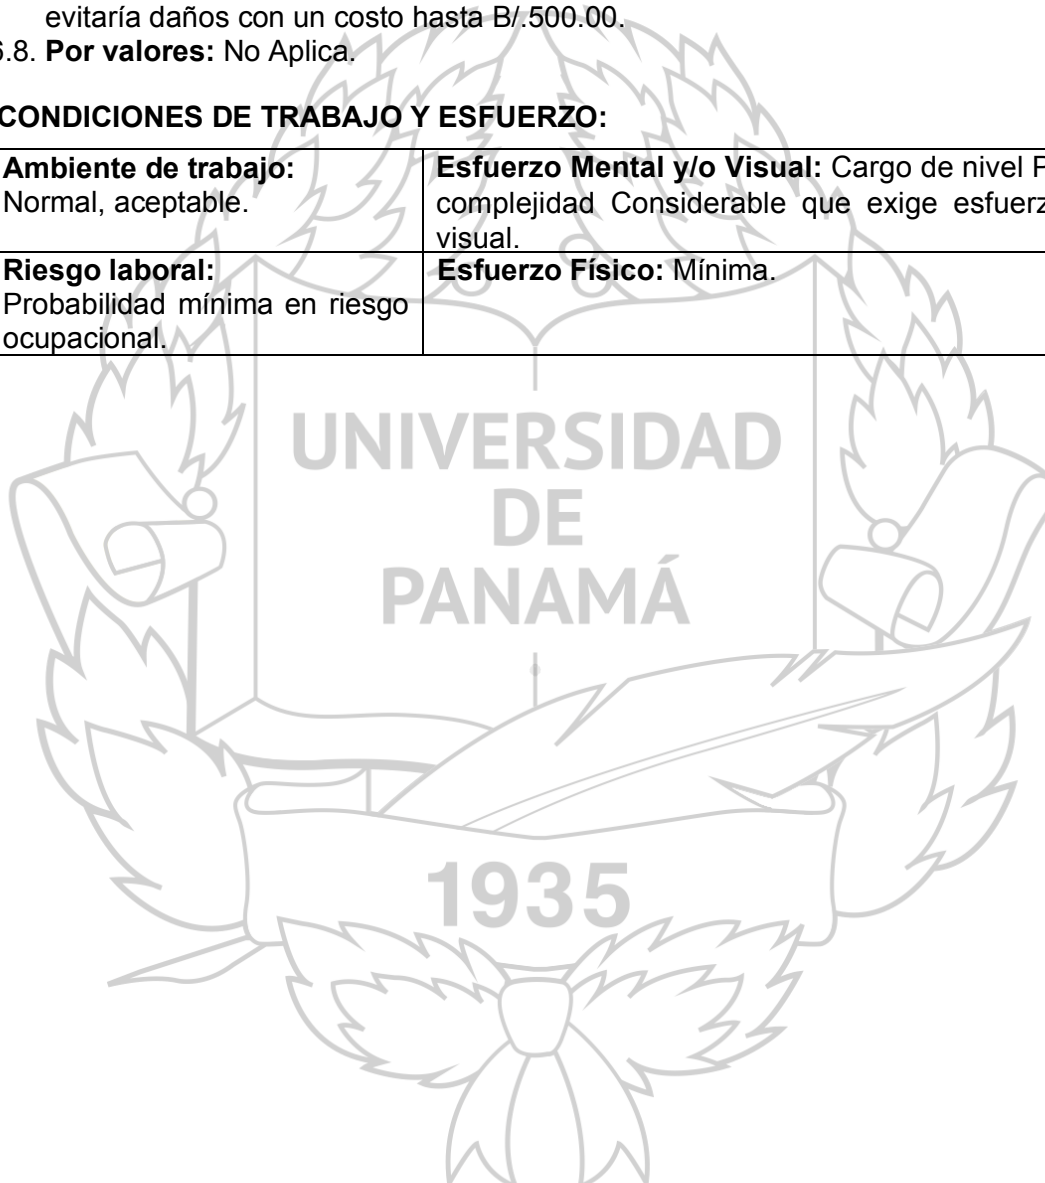 evitaría daños con un costo hasta B/.500.00.
6.8. Por valores: No Aplica.
CONDICIONES DE TRABAJO Y ESFUERZO:
Ambiente de trabajo:
Normal, aceptable.
Esfuerzo Mental y/o Visual: Cargo de nivel
complejidad Considerable que exige
visual.
Riesgo laboral:
Probabilidad mínima en riesgo
ocupacional.
Esfuerzo Físico: Mínima.
UNIVERSIDAD
DE
PANAMÁ
1935